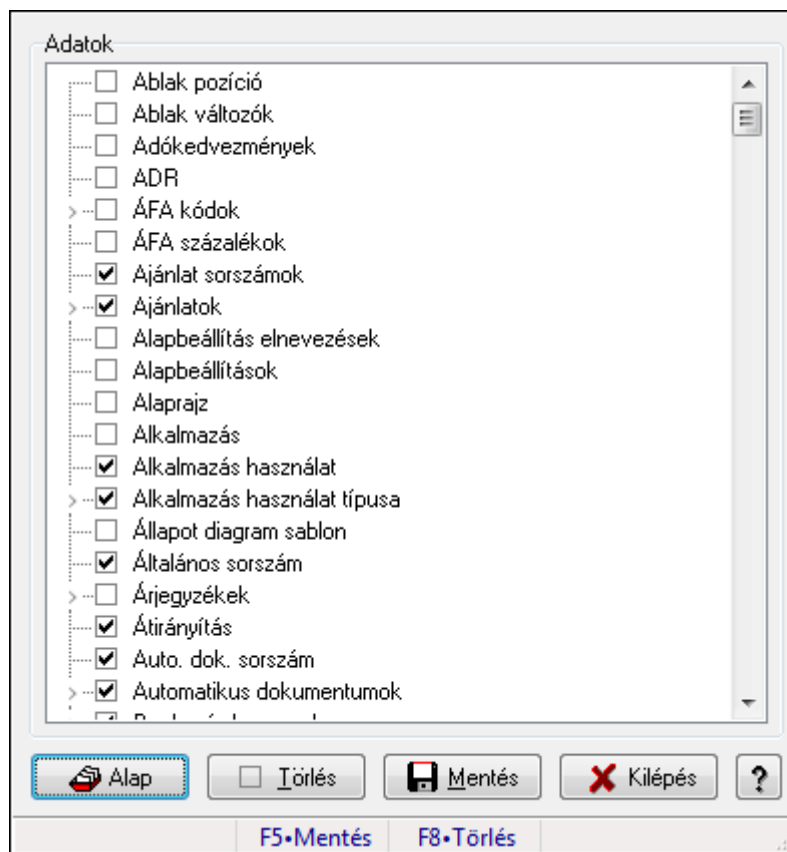 Adatok
Ablak pozíció
Ablak változók
Adókedvezmények
ADR
ÁFA kódok
ÁFA százalékok
Ajánlat sorszámok
Ajánlatok
Alapbeállítás elnevezések
Alapbeállítások
Alaprajz
Alkalmazás
Alkalmazás használat
Alkalmazás használat típusa
Állapot diagram sablon
Általános sorszám
Árjegyzékek
Átirányítás
Auto. dok. sorszám
Automatikus dokumentumok
Alap Törlés Mentés Kilépés ?
F5•Mentés F8•Törlés